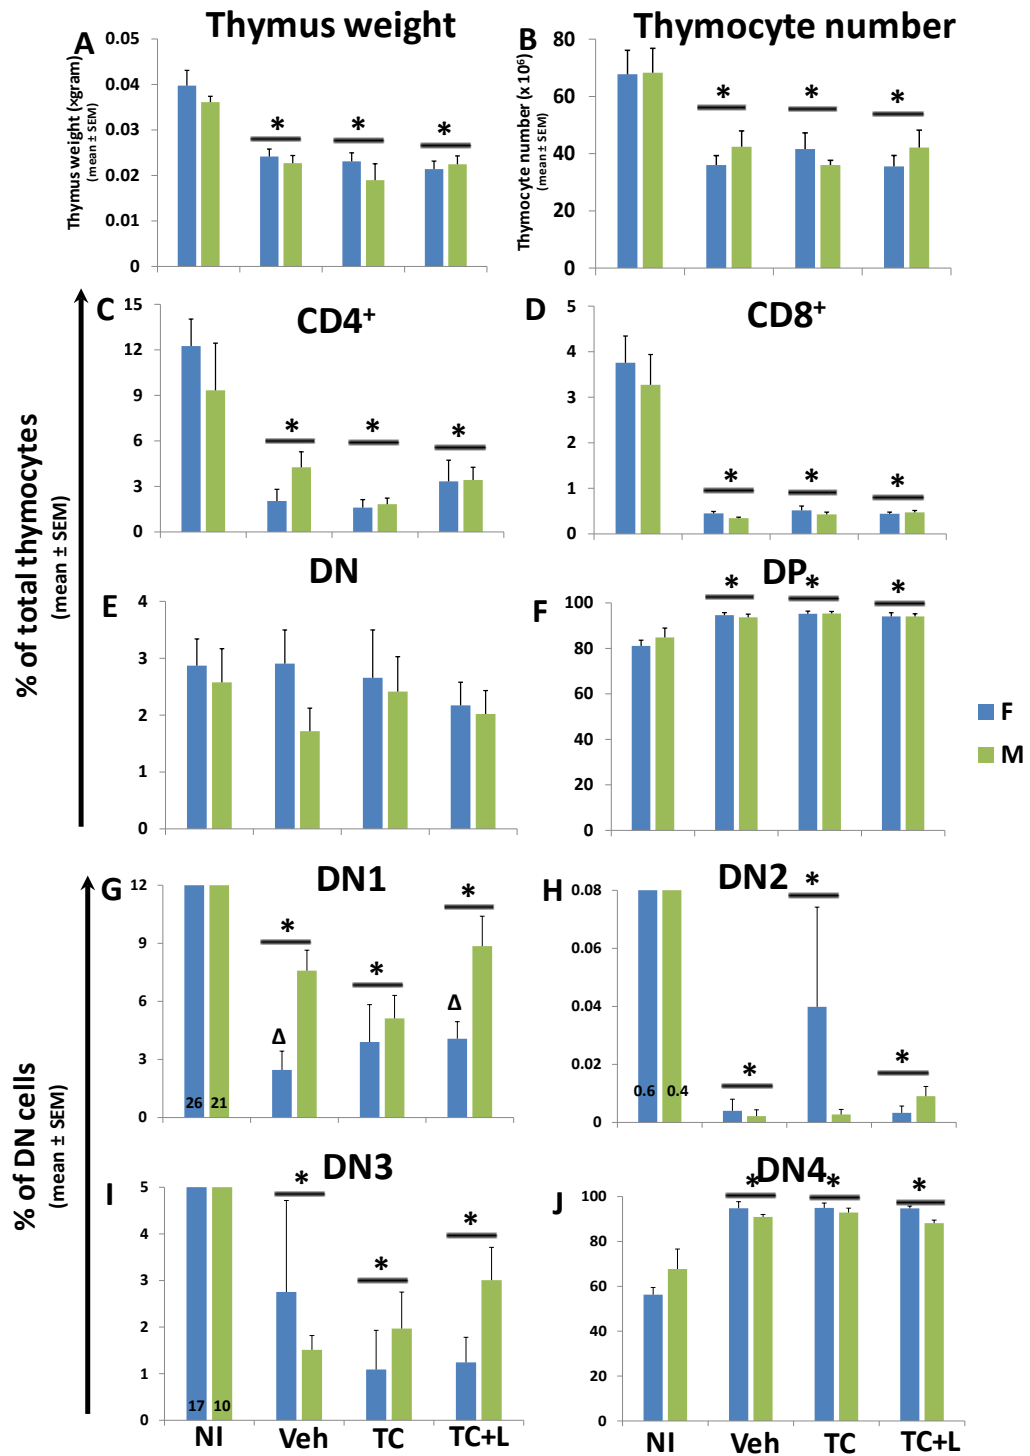 Thymus weight
Thymocyte number
A
0.05
0.04
0.03
0.02
0.01
0
Thymus weight (×gram)
(mean ± SEM)
* * *
B
80
60
40
20
0
Thymocyte number (x 10⁶)
(mean ± SEM)
* * *
C
CD4⁺
15
12
9
6
3
0
* * *
D
CD8⁺
5
4
3
2
1
0
* * *
% of total thymocytes
(mean ± SEM)
E
DN
4
3
2
1
0
F
DP
100
80
60
40
20
0
* * *
F
M
G
DN1
12
9
6
3
0
26 21
Δ * * Δ *
H
DN2
0.08
0.06
0.04
0.02
0
0.6 0.4
* * *
% of DN cells
(mean ± SEM)
I
DN3
5
4
3
2
1
0
17 10
* * *
NI Veh TC TC+L
J
DN4
100
80
60
40
20
0
* * *
NI Veh TC TC+L